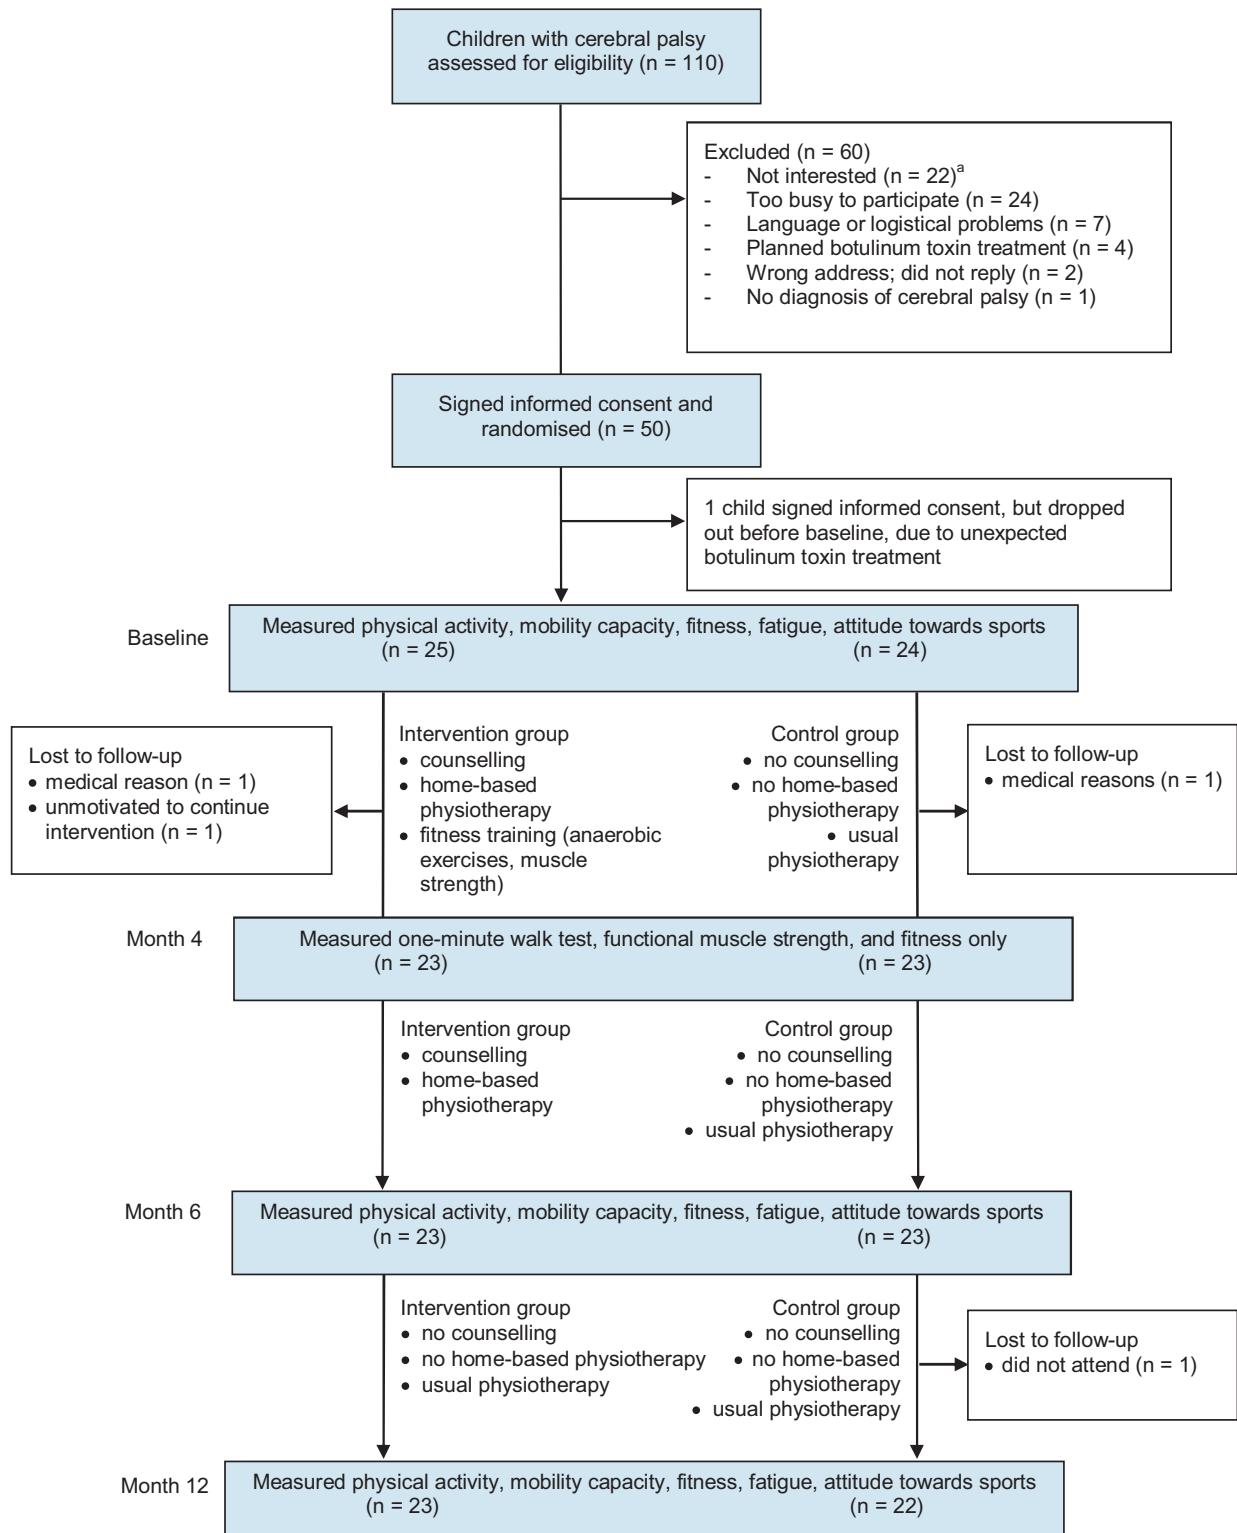 Children with cerebral palsy
assessed for eligibility (n = 110)
Excluded (n = 60)
- Not interested (n = 22)a
- Too busy to participate (n = 24)
- Language or logistical problems (n = 7)
- Planned botulinum toxin treatment (n = 4)
- Wrong address; did not reply (n = 2)
- No diagnosis of cerebral palsy (n = 1)
Signed informed consent and
randomised (n = 50)
1 child signed informed consent, but dropped
out before baseline, due to unexpected
botulinum toxin treatment
Baseline
Measured physical activity, mobility capacity, fitness, fatigue, attitude towards sports
(n = 25) (n = 24)
Lost to follow-up
• medical reason (n = 1)
• unmotivated to continue
intervention (n = 1)
Intervention group
• counselling
• home-based
physiotherapy
• fitness training (anaerobic
exercises, muscle
strength)
Control group
• no counselling
• no home-based
physiotherapy
• usual
physiotherapy
Lost to follow-up
• medical reasons (n = 1)
Month 4
Measured one-minute walk test, functional muscle strength, and fitness only
(n = 23) (n = 23)
Intervention group
• counselling
• home-based
physiotherapy
Control group
• no counselling
• no home-based
physiotherapy
• usual physiotherapy
Month 6
Measured physical activity, mobility capacity, fitness, fatigue, attitude towards sports
(n = 23) (n = 23)
Intervention group
• no counselling
• no home-based physiotherapy
• usual physiotherapy
Control group
• no counselling
• no home-based
physiotherapy
• usual physiotherapy
Lost to follow-up
• did not attend (n = 1)
Month 12
Measured physical activity, mobility capacity, fitness, fatigue, attitude towards sports
(n = 23) (n = 22)